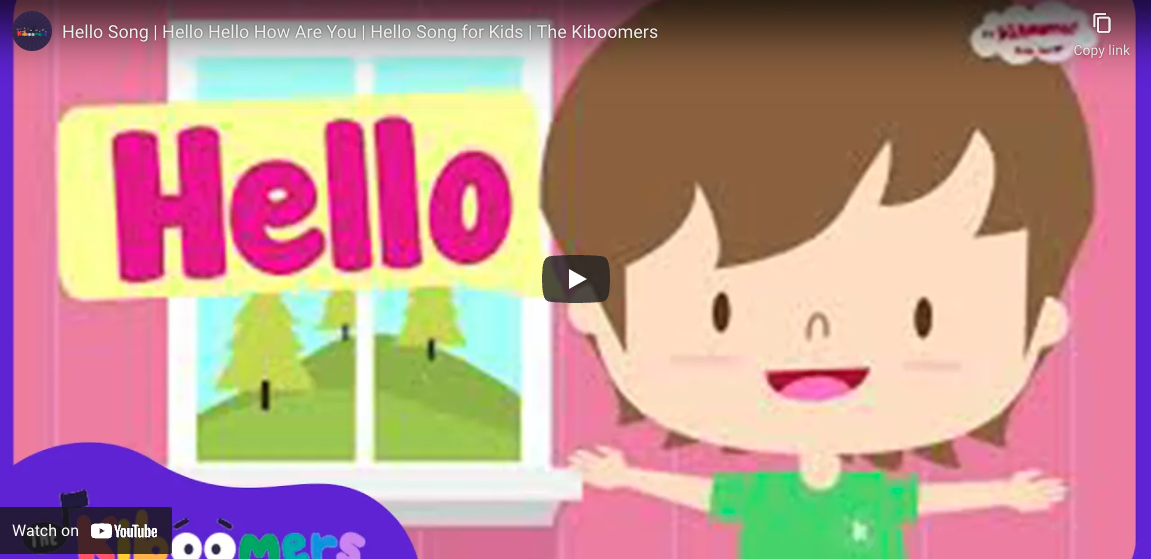 Hello Song | Hello Hello How Are You | Hello Song for Kids | The Kiboomers
Copy link
Hello
Watch on YouTube
THE
Kiboomers